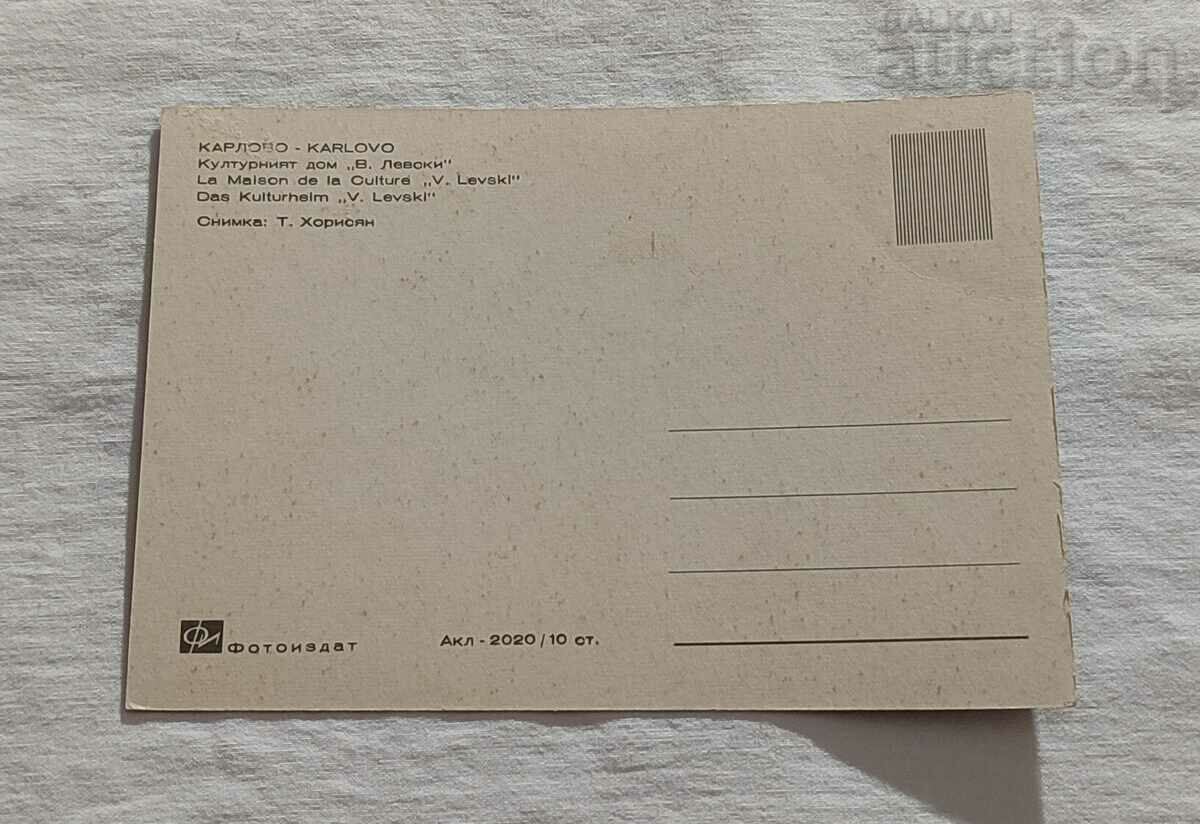 BALKAN
auction
КАРЛОВО - KARLOVO
Културният дом „В. Левски"
La Maison de la Culture „V. Levski"
Das Kulturheim „V. Levski"
Снимка: Т. Хорисян
ФИ Фотоиздат
Акл - 2020/10 ст.